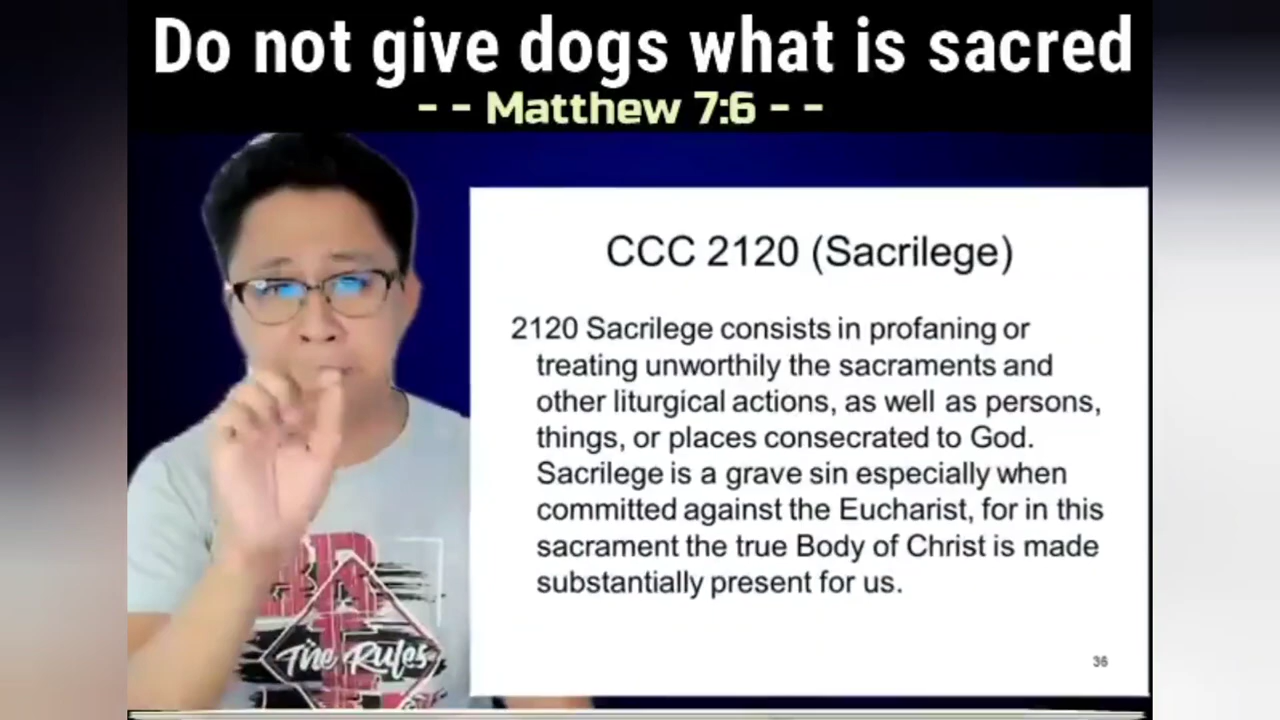 Do not give dogs what is sacred
- - Matthew 7:6 - -
CCC 2120 (Sacrilege)
2120 Sacrilege consists in profaning or
treating unworthily the sacraments and
other liturgical actions, as well as persons,
things, or places consecrated to God.
Sacrilege is a grave sin especially when
committed against the Eucharist, for in this
sacrament the true Body of Christ is made
substantially present for us.
The Rules
36